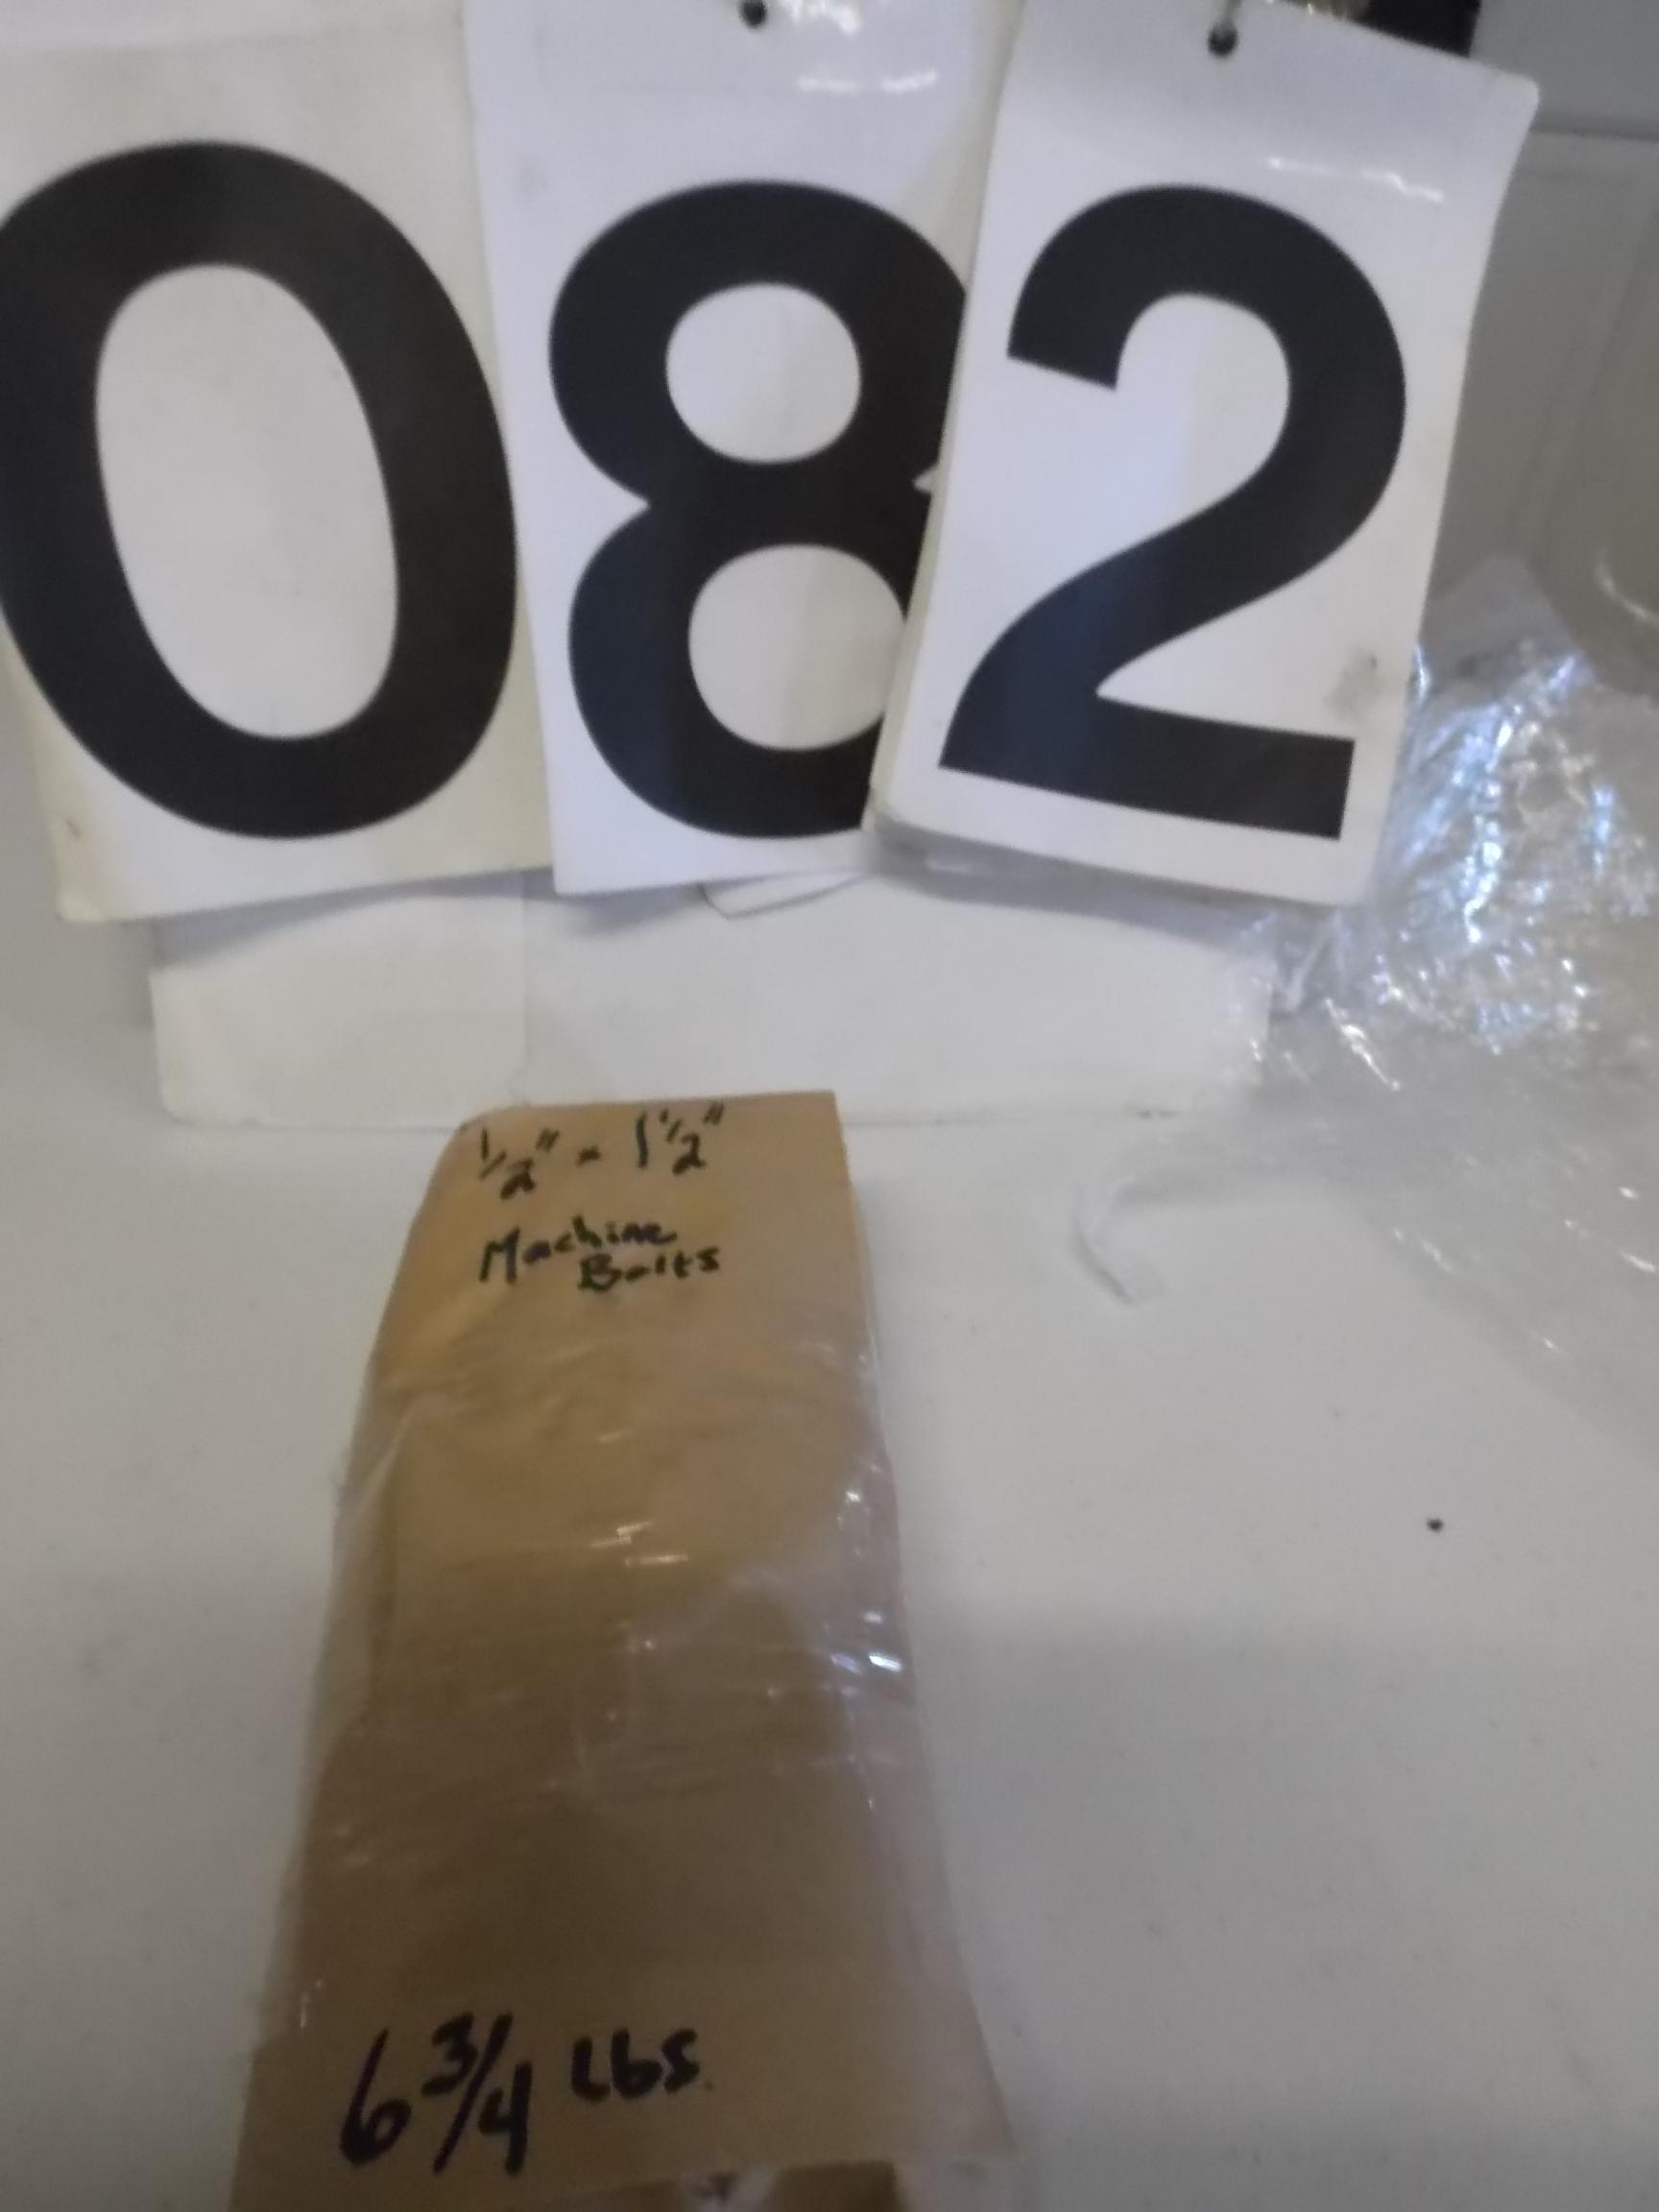 082
1/2" x 1 1/2"
Machine
Bolts
6 3/4 Lbs.